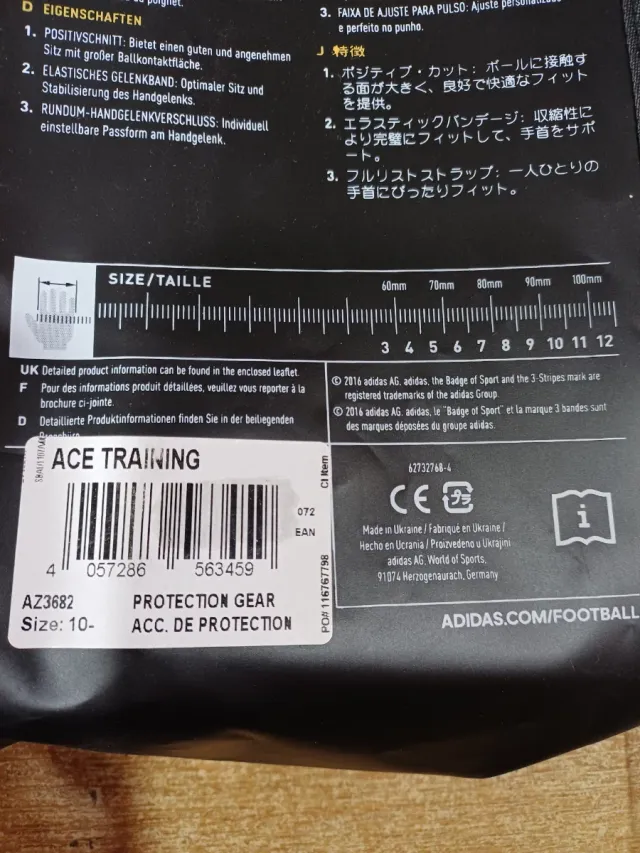 D EIGENSCHAFTEN
1. POSITIVSCHNITT: Bietet einen guten und angenehmen
Sitz mit großer Ballkontaktfläche.
2. ELASTISCHES GELENKBAND: Optimaler Sitz und
Stabilisierung des Handgelenks.
3. RUNDUM-HANDGELENKVERSCHLUSS: Individuell
einstellbare Passform am Handgelenk.
3. FAIXA DE AJUSTE PARA PULSO: Ajuste
e perfeito no punho.
J 特徴
1. ポジティブ・カット: ボールに接触す
る面が大きく、良好で快適なフィット
を提供。
2. エラスティックバンデージ: 収縮性に
より完璧にフィットして、手首をサポ
ート。
3. フルリストストラップ: 一人ひとりの
手首にぴったりフィット。
SIZE/TAILLE
60mm 70mm 80mm 90mm 100mm
3 4 5 6 7 8 9 10 11 12
UK Detailed product information can be found in the enclosed leaflet.
F Pour des informations produit détaillées, veuillez vous reporter à la
brochure ci-jointe.
D Detaillierte Produktinformationen finden Sie in der beiliegenden
© 2016 adidas AG. adidas, the Badge of Sport and the 3-Stripes mark are
registered trademarks of the adidas Group.
© 2016 adidas AG. adidas, le "Badge of Sport" et la marque 3 bandes sont
des marques déposées du groupe adidas.
ACE TRAINING
CI Item
072
EAN
4 057286 563459
AZ3682 PROTECTION GEAR
Size: 10- ACC. DE PROTECTION
PO# 116767798
62732768-4
CE プラ
i
Made in Ukraine / Fabriqué en Ukraine /
Hecho en Ucrania / Proizvedeno u Ukrajini
adidas AG, World of Sports,
91074 Herzogenaurach, Germany
ADIDAS.COM/FOOTBALL